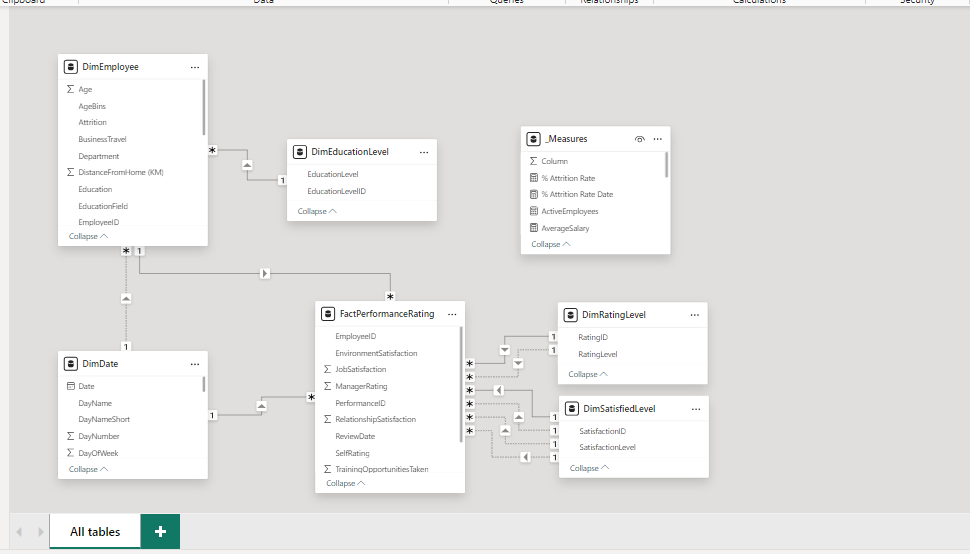 Clipboard
Data
Queries
Relationships
Calculations
Security
DimEmployee
Age
AgeBins
Attrition
BusinessTravel
Department
DistanceFromHome (KM)
Education
EducationField
EmployeeID
Collapse
DimEducationLevel
EducationLevel
EducationLevelID
Collapse
_Measures
Column
% Attrition Rate
% Attrition Rate Date
ActiveEmployees
AverageSalary
Collapse
* 1
* 1
*
1
*
DimDate
Date
DayName
DayNameShort
DayNumber
DayOfWeek
Collapse
1
*
FactPerformanceRating
EmployeeID
EnvironmentSatisfaction
JobSatisfaction
ManagerRating
PerformanceID
RelationshipSatisfaction
ReviewDate
SelfRating
TrainingOpportunitiesTaken
Collapse
* 1
* 1
* 1
* 1
* 1
* 1
DimRatingLevel
RatingID
RatingLevel
Collapse
DimSatisfiedLevel
SatisfactionID
SatisfactionLevel
Collapse
All tables
+